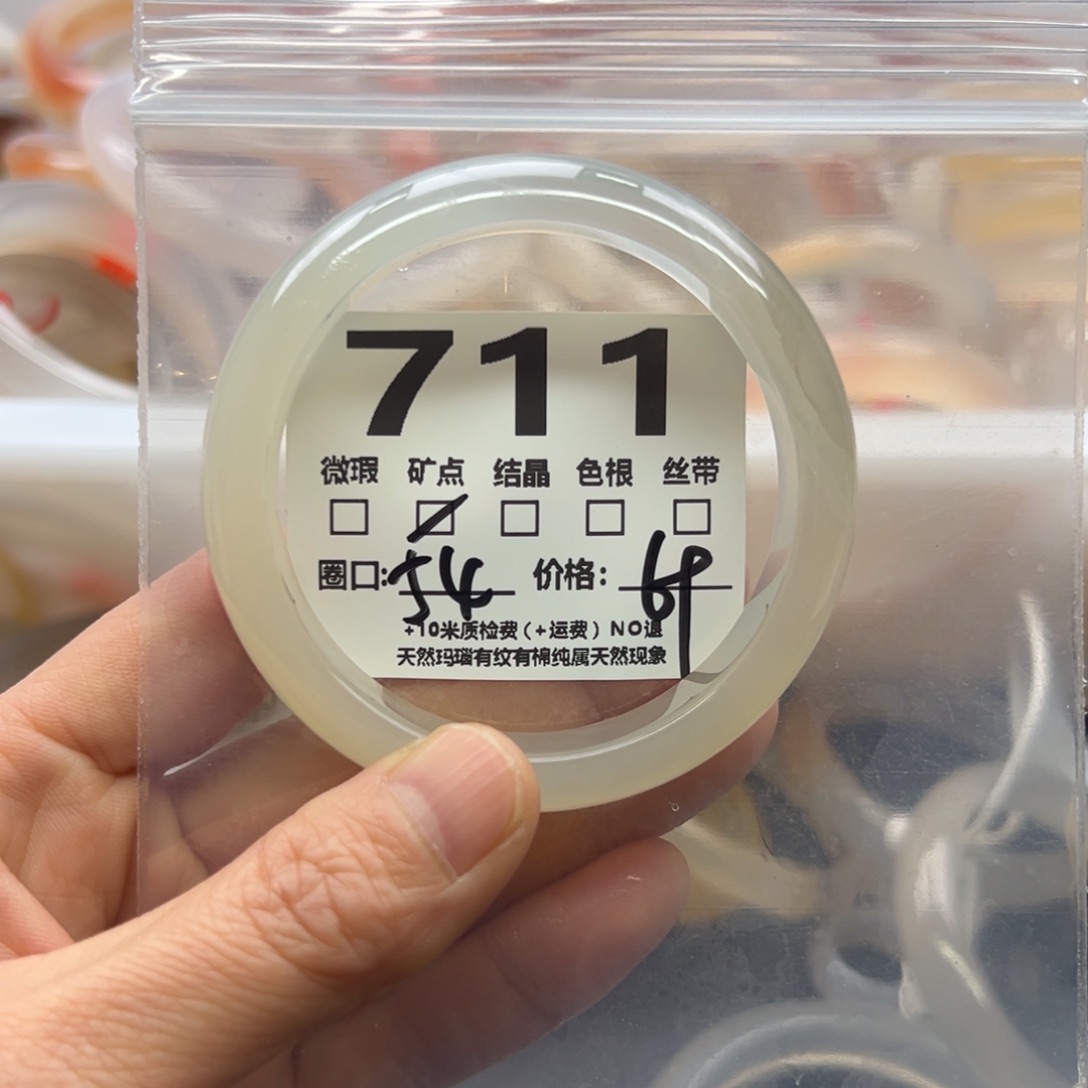 711
微瑕 矿点 结晶 色根 丝带
圈口:54 价格:69
+10米质检费(+运费)NO退
天然玛瑙有纹有棉纯属天然现象